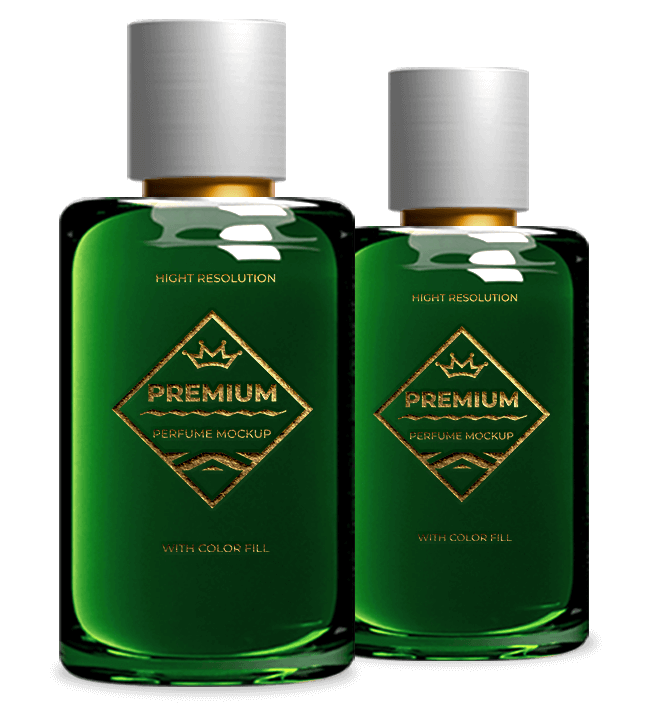 HIGHT RESOLUTION
PREMIUM
PERFUME MOCKUP
WITH COLOR FILL
HIGHT RESOLUTION
PREMIUM
PERFUME MOCKUP
WITH COLOR FILL